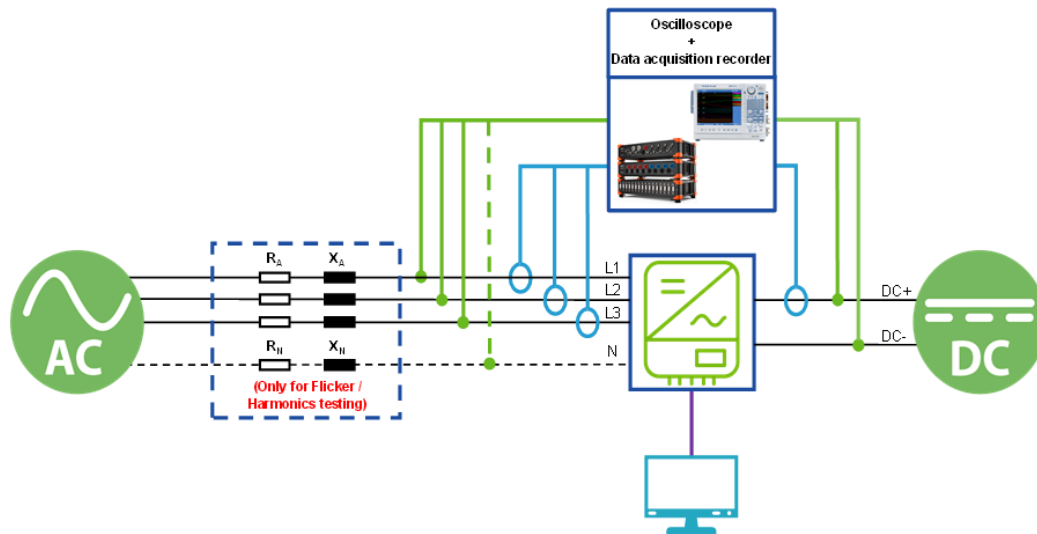 Oscilloscope
+
Data acquisition recorder
RA XA
L1
L2
L3
RN XN
N
(Only for Flicker /
Harmonics testing)
AC
DC+
DC-
DC